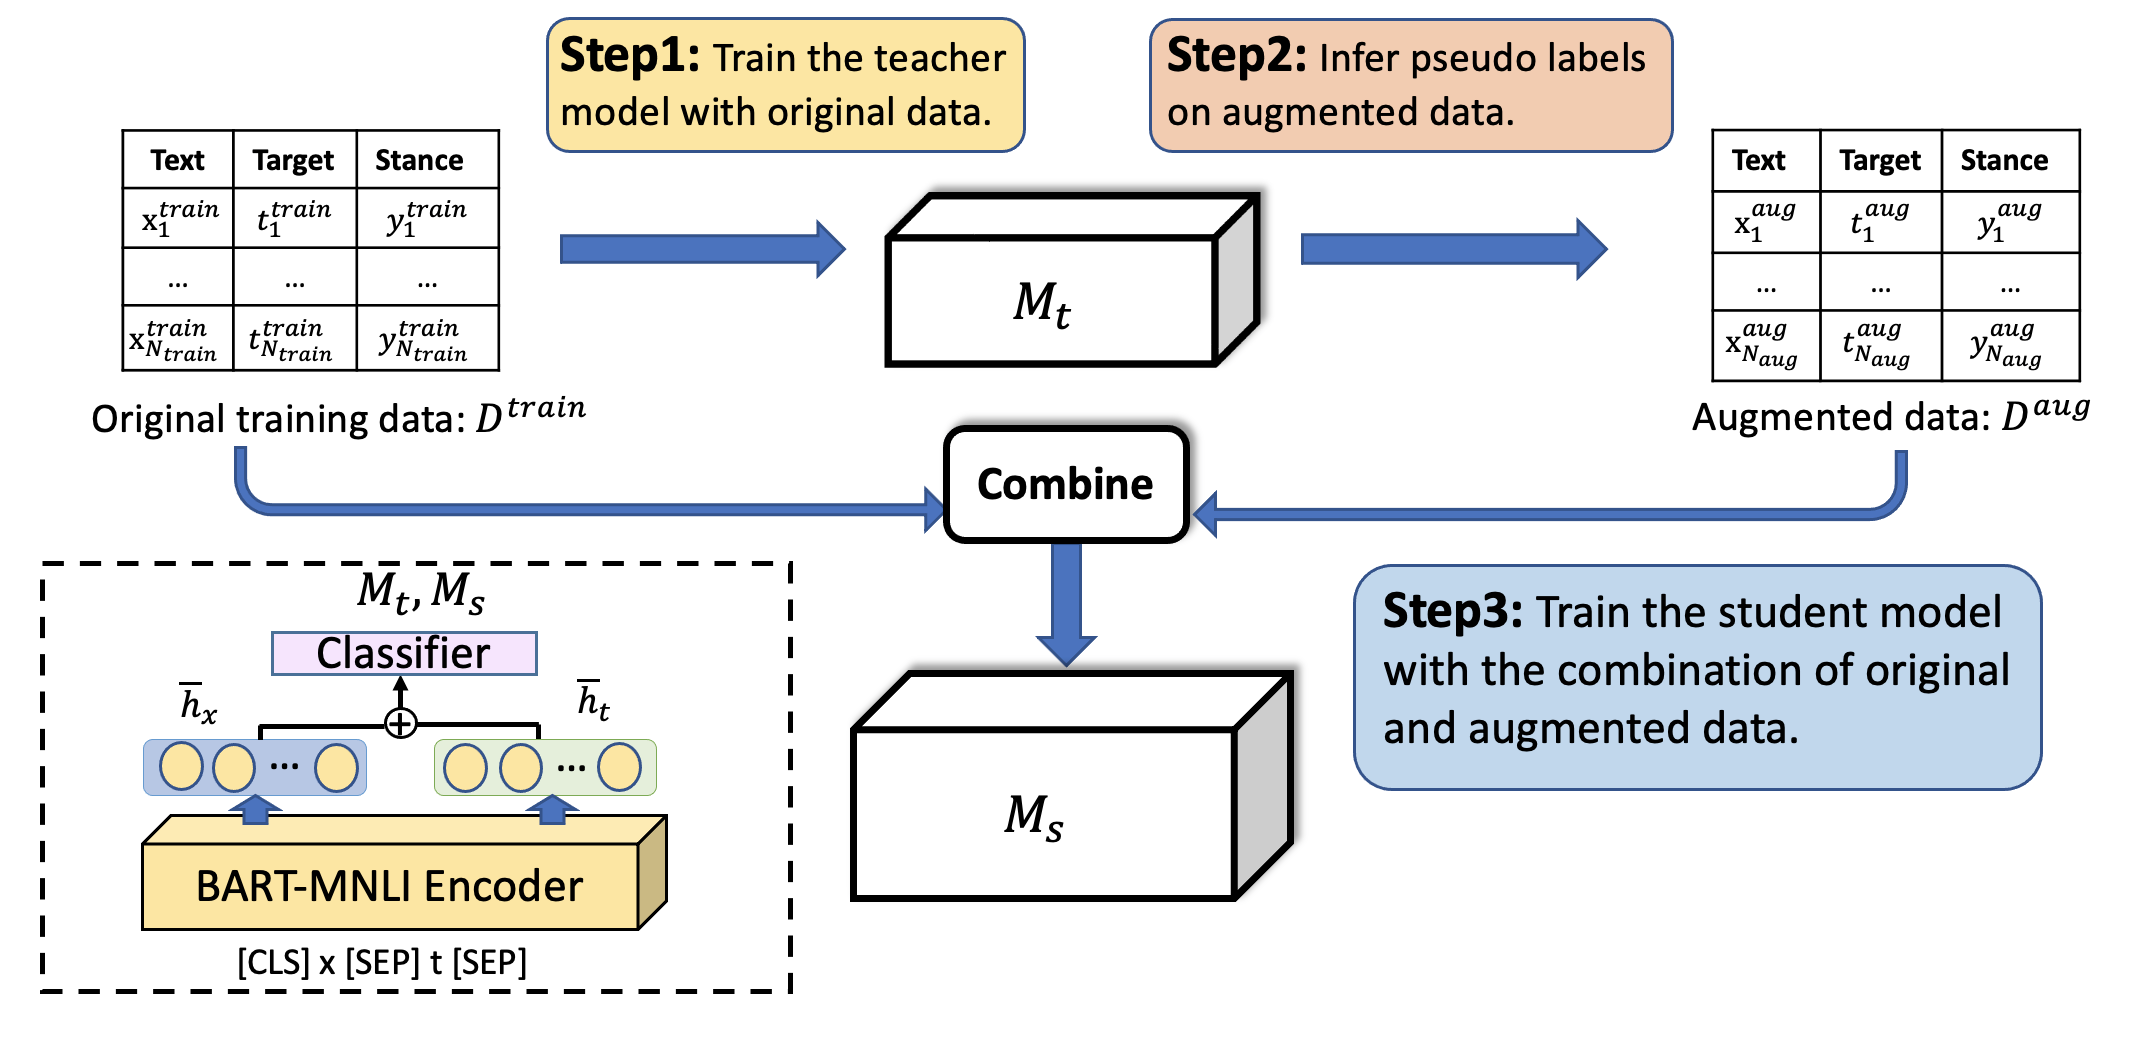 Step1: Train the teacher
model with original data.
Step2: Infer pseudo labels
on augmented data.
Text Target Stance
x_1^{train} t_1^{train} y_1^{train}
... ... ...
x_{N_{train}}^{train} t_{N_{train}}^{train} y_{N_{train}}^{train}
Original training data: D^{train}
M_t
Text Target Stance
x_1^{aug} t_1^{aug} y_1^{aug}
... ... ...
x_{N_{aug}}^{aug} t_{N_{aug}}^{aug} y_{N_{aug}}^{aug}
Augmented data: D^{aug}
Combine
M_t, M_s
Classifier
\overline{h}_x \overline{h}_t
... ...
BART-MNLI Encoder
[CLS] x [SEP] t [SEP]
M_s
Step3: Train the student model
with the combination of original
and augmented data.